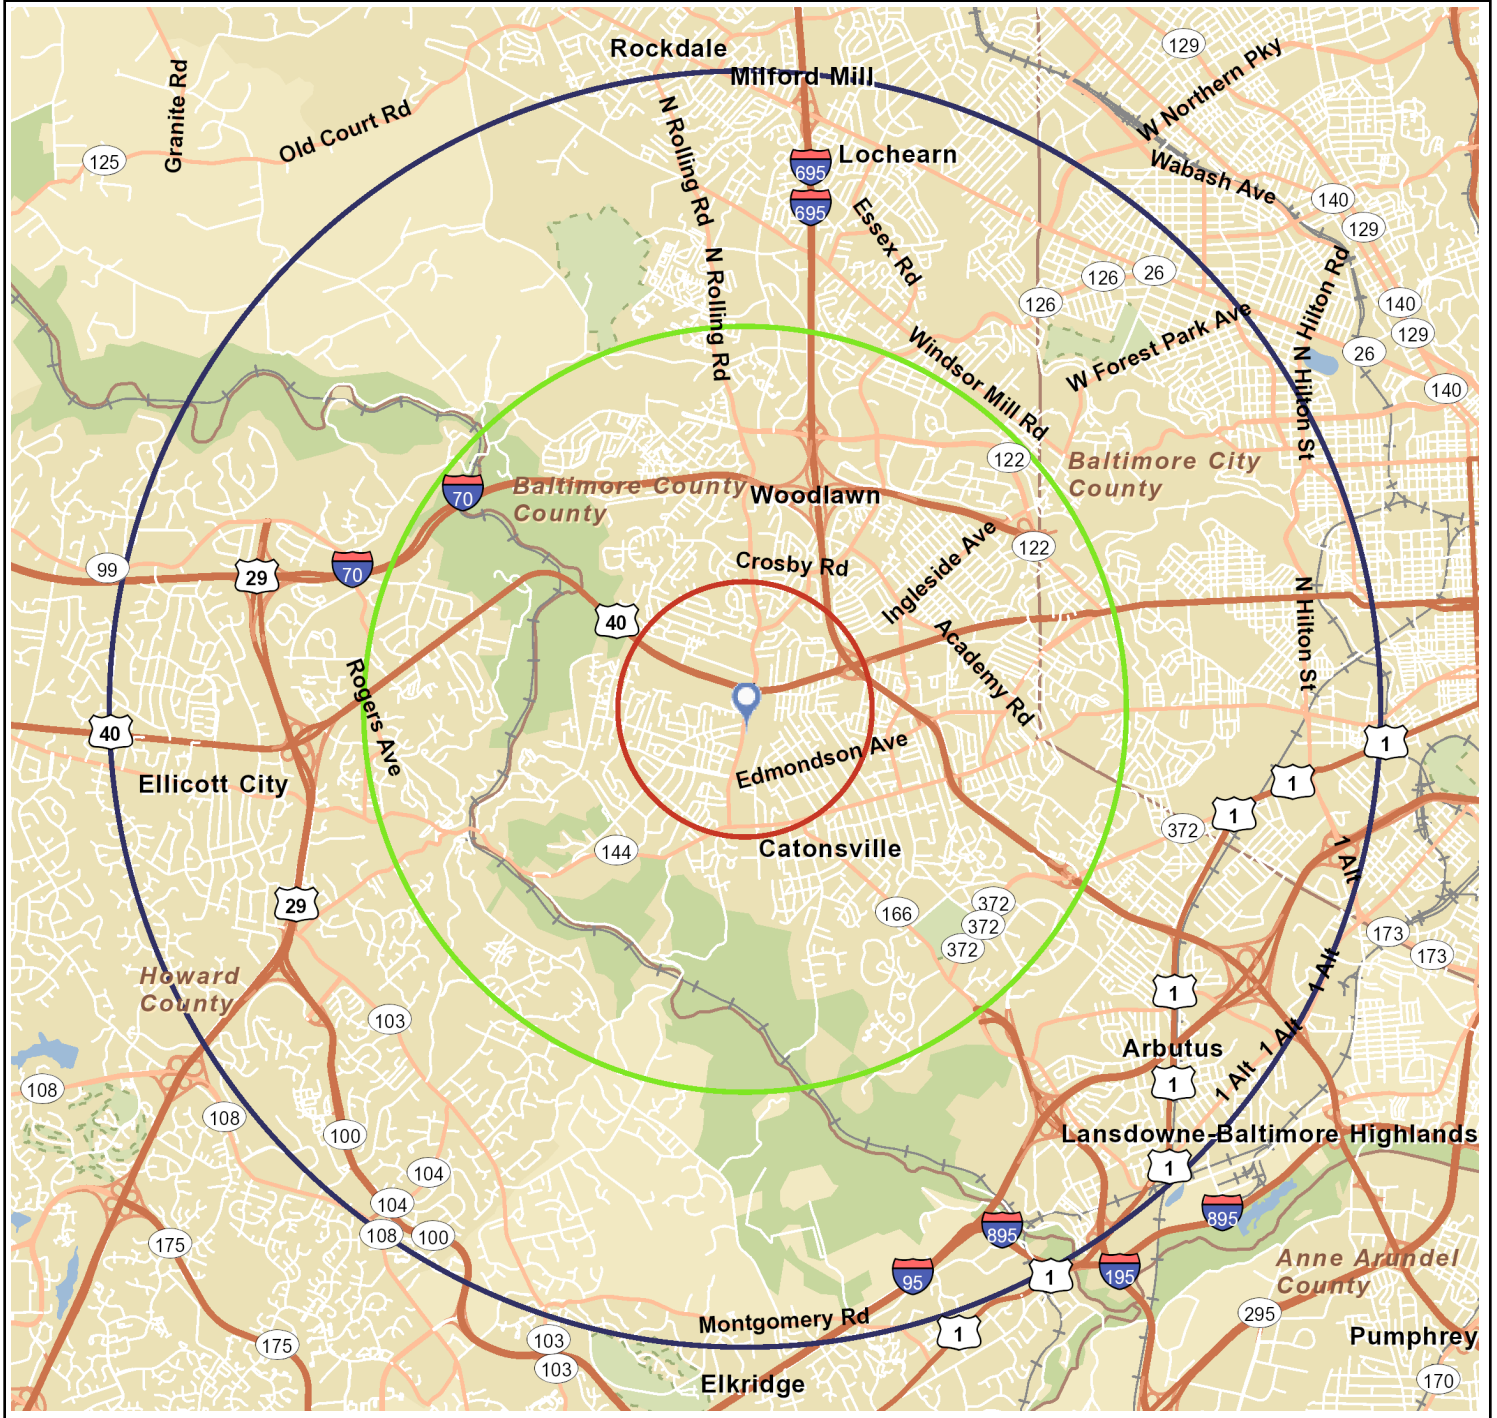 Rockdale
129
Milford Mill
W Northern Pky
Granite Rd
Old Court Rd
N Rolling Rd
125
Lochearn
695
Wabash Ave
695
140
Essex Rd
129
N Rolling Rd
N Hilton Rd
126
26
126
140
W Forest Park Ave
129
26
Windsor Mill Rd
N Hilton St
140
122
Baltimore City
County
70
Baltimore County
County
Woodlawn
122
Ingleside Ave
99
29
70
Crosby Rd
40
N Hilton St
Academy Rd
Rogers Ave
40
Edmondson Ave
1
Ellicott City
1
1
372
144
Catonsville
1 Alt
29
166
372
372
372
173
173
Howard
County
1 Alt
1
103
1 Alt
Arbutus
108
1
1 Alt
108
100
Lansdowne-Baltimore Highlands
104
1
104
895
108
100
895
175
95
1
195
Anne Arundel
County
Montgomery Rd
295
103
1
175
Pumphrey
103
Elkridge
170